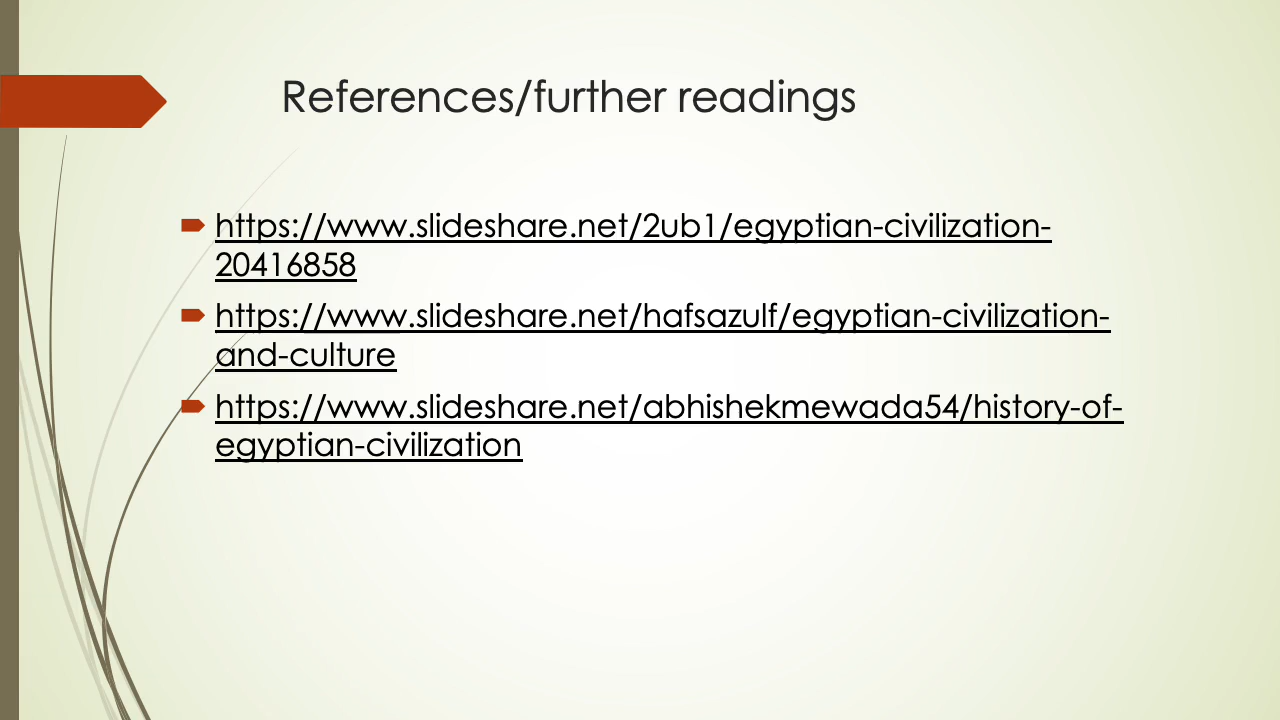 References/further readings
https://www.slideshare.net/2ub1/egyptian-civilization-
20416858
https://www.slideshare.net/hafsazulf/egyptian-civilization-
and-culture
https://www.slideshare.net/abhishekmewada54/history-of-
egyptian-civilization